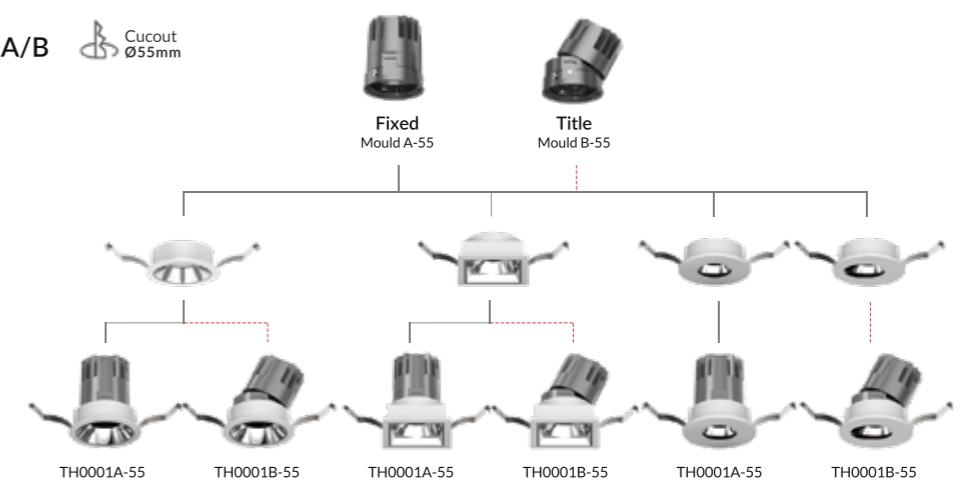 A/B
Cucout
Ø55mm
Fixed
Mould A-55
Title
Mould B-55
TH0001A-55
TH0001B-55
TH0001A-55
TH0001B-55
TH0001A-55
TH0001B-55